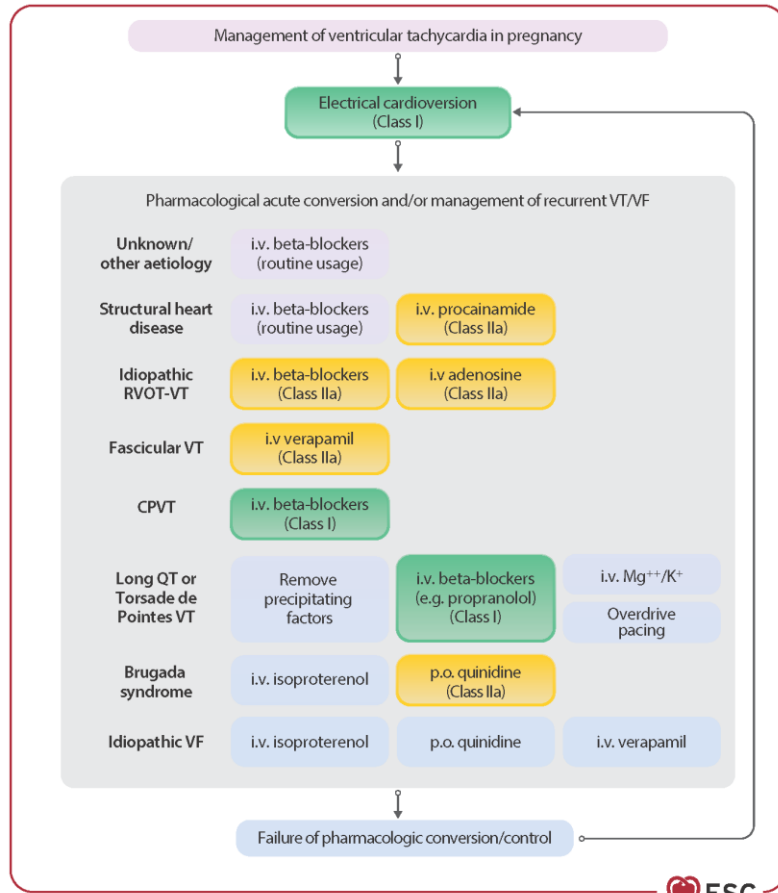 Management of ventricular tachycardia in pregnancy
Electrical cardioversion
(Class I)
Pharmacological acute conversion and/or management of recurrent VT/VF
Unknown/
other aetiology
i.v. beta-blockers
(routine usage)
Structural heart
disease
i.v. beta-blockers
(routine usage)
i.v. procainamide
(Class IIa)
Idiopathic
RVOT-VT
i.v. beta-blockers
(Class IIa)
i.v adenosine
(Class IIa)
Fascicular VT
i.v verapamil
(Class IIa)
CPVT
i.v. beta-blockers
(Class I)
Long QT or
Torsade de
Pointes VT
Remove
precipitating
factors
i.v. beta-blockers
(e.g. propranolol)
(Class I)
i.v. Mg⁺⁺/K⁺
Overdrive
pacing
Brugada
syndrome
i.v. isoproterenol
p.o. quinidine
(Class IIa)
Idiopathic VF
i.v. isoproterenol
p.o. quinidine
i.v. verapamil
Failure of pharmacologic conversion/control
ESC